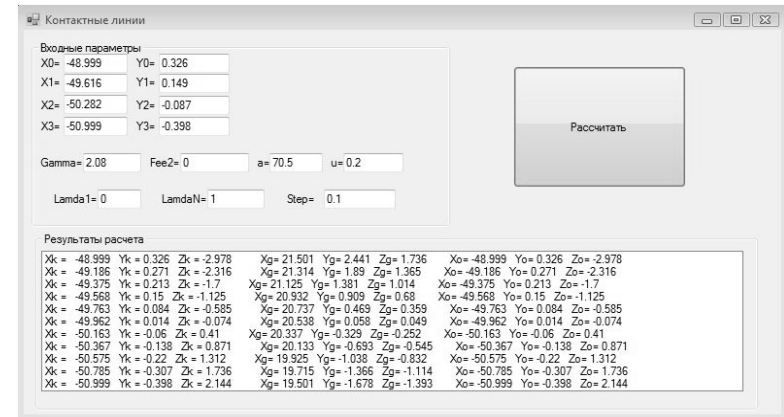 Контактные линии
Входные параметры
X0= -48.999 Y0= 0.326
X1= -49.616 Y1= 0.149
X2= -50.282 Y2= -0.087
X3= -50.999 Y3= -0.398
Gamma= 2.08 Fee2= 0 a= 70.5 u= 0.2
Lamda1= 0 LamdaN= 1 Step= 0.1
Рассчитать
Результаты расчета
Xk = -48.999 Yk = 0.326 Zk = -2.978 Xg= 21.501 Yg= 2.441 Zg= 1.736 Xo= -48.999 Yo= 0.326 Zo= -2.978
Xk = -49.186 Yk = 0.271 Zk = -2.316 Xg= 21.314 Yg= 1.89 Zg= 1.365 Xo= -49.186 Yo= 0.271 Zo= -2.316
Xk = -49.375 Yk = 0.213 Zk = -1.7 Xg= 21.125 Yg= 1.381 Zg= 1.014 Xo= -49.375 Yo= 0.213 Zo= -1.7
Xk = -49.568 Yk = 0.15 Zk = -1.125 Xg= 20.932 Yg= 0.909 Zg= 0.68 Xo= -49.568 Yo= 0.15 Zo= -1.125
Xk = -49.763 Yk = 0.084 Zk = -0.585 Xg= 20.737 Yg= 0.469 Zg= 0.359 Xo= -49.763 Yo= 0.084 Zo= -0.585
Xk = -49.962 Yk = 0.014 Zk = -0.074 Xg= 20.538 Yg= 0.058 Zg= 0.049 Xo= -49.962 Yo= 0.014 Zo= -0.074
Xk = -50.163 Yk = -0.06 Zk = 0.41 Xg= 20.337 Yg= -0.329 Zg= -0.252 Xo= -50.163 Yo= -0.06 Zo= 0.41
Xk = -50.367 Yk = -0.138 Zk = 0.871 Xg= 20.133 Yg= -0.693 Zg= -0.545 Xo= -50.367 Yo= -0.138 Zo= 0.871
Xk = -50.575 Yk = -0.22 Zk = 1.312 Xg= 19.925 Yg= -1.038 Zg= -0.832 Xo= -50.575 Yo= -0.22 Zo= 1.312
Xk = -50.785 Yk = -0.307 Zk = 1.736 Xg= 19.715 Yg= -1.366 Zg= -1.114 Xo= -50.785 Yo= -0.307 Zo= 1.736
Xk = -50.999 Yk = -0.398 Zk = 2.144 Xg= 19.501 Yg= -1.678 Zg= -1.393 Xo= -50.999 Yo= -0.398 Zo= 2.144